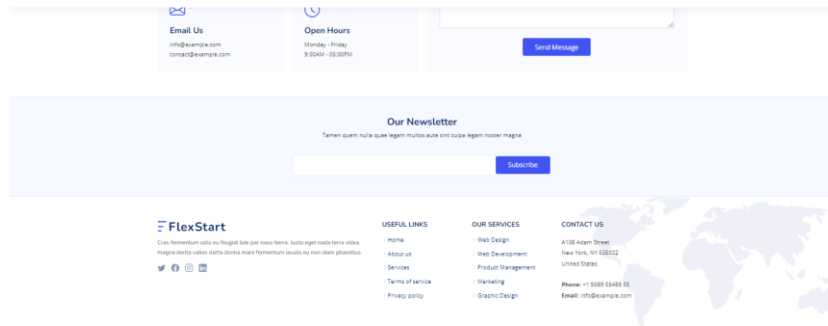 Email Us
info@example.com
contact@example.com
Open Hours
Monday - Friday
9:00AM - 05:00PM
Send Message
Our Newsletter
Tamen quem nulla quae legam multos aute sint culpa legam noster magna
Subscribe
FlexStart
Cras fermentum odio eu feugiat lide par naso tierra. Justo eget nada terra videa
magna derita valies darta donna mare fermentum iaculis eu non diam phasellus.
USEFUL LINKS
Home
About us
Services
Terms of service
Privacy policy
OUR SERVICES
Web Design
Web Development
Product Management
Marketing
Graphic Design
CONTACT US
A108 Adam Street
New York, NY 535022
United States
Phone: +1 5589 55488 55
Email: info@example.com